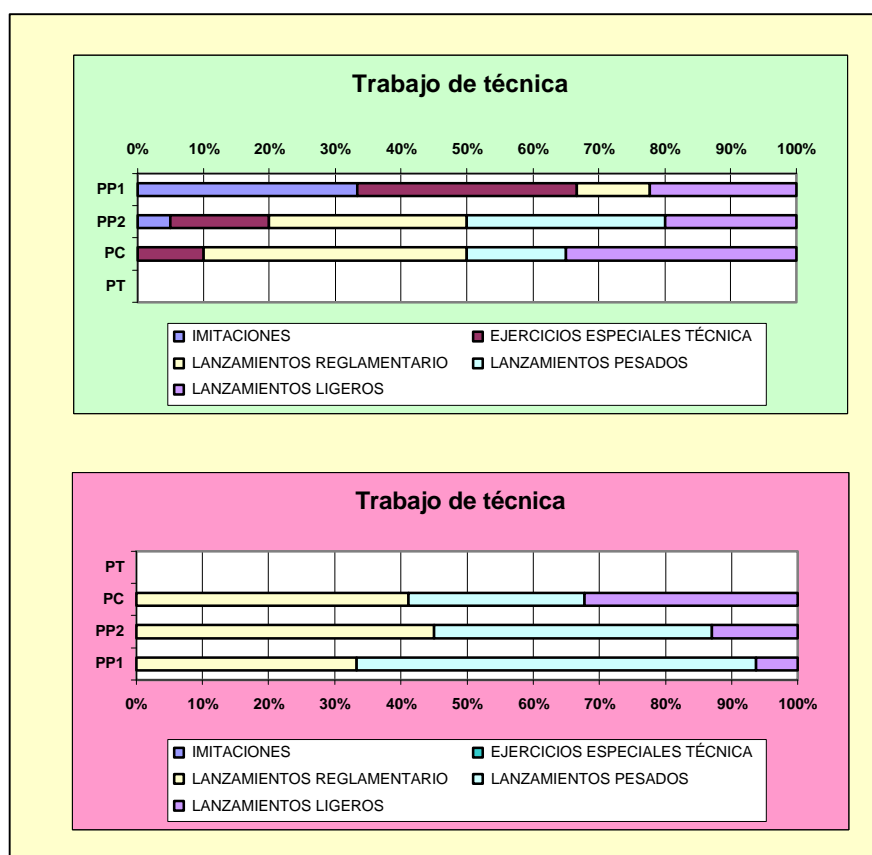 Trabajo de técnica
0% 10% 20% 30% 40% 50% 60% 70% 80% 90% 100%
PP1
PP2
PC
PT
IMITACIONES EJERCICIOS ESPECIALES TÉCNICA
LANZAMIENTOS REGLAMENTARIO LANZAMIENTOS PESADOS
LANZAMIENTOS LIGEROS
Trabajo de técnica
PT
PC
PP2
PP1
0% 10% 20% 30% 40% 50% 60% 70% 80% 90% 100%
IMITACIONES EJERCICIOS ESPECIALES TÉCNICA
LANZAMIENTOS REGLAMENTARIO LANZAMIENTOS PESADOS
LANZAMIENTOS LIGEROS